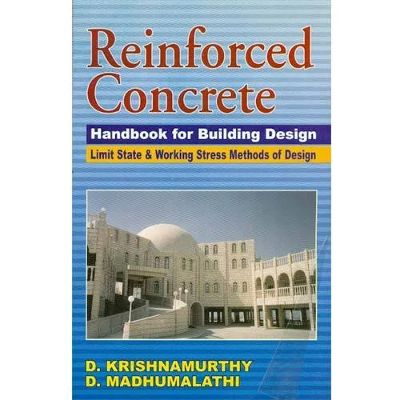 Reinforced
Concrete
Handbook for Building Design
Limit State & Working Stress Methods of Design
D. KRISHNAMURTHY
D. MADHUMALATHI